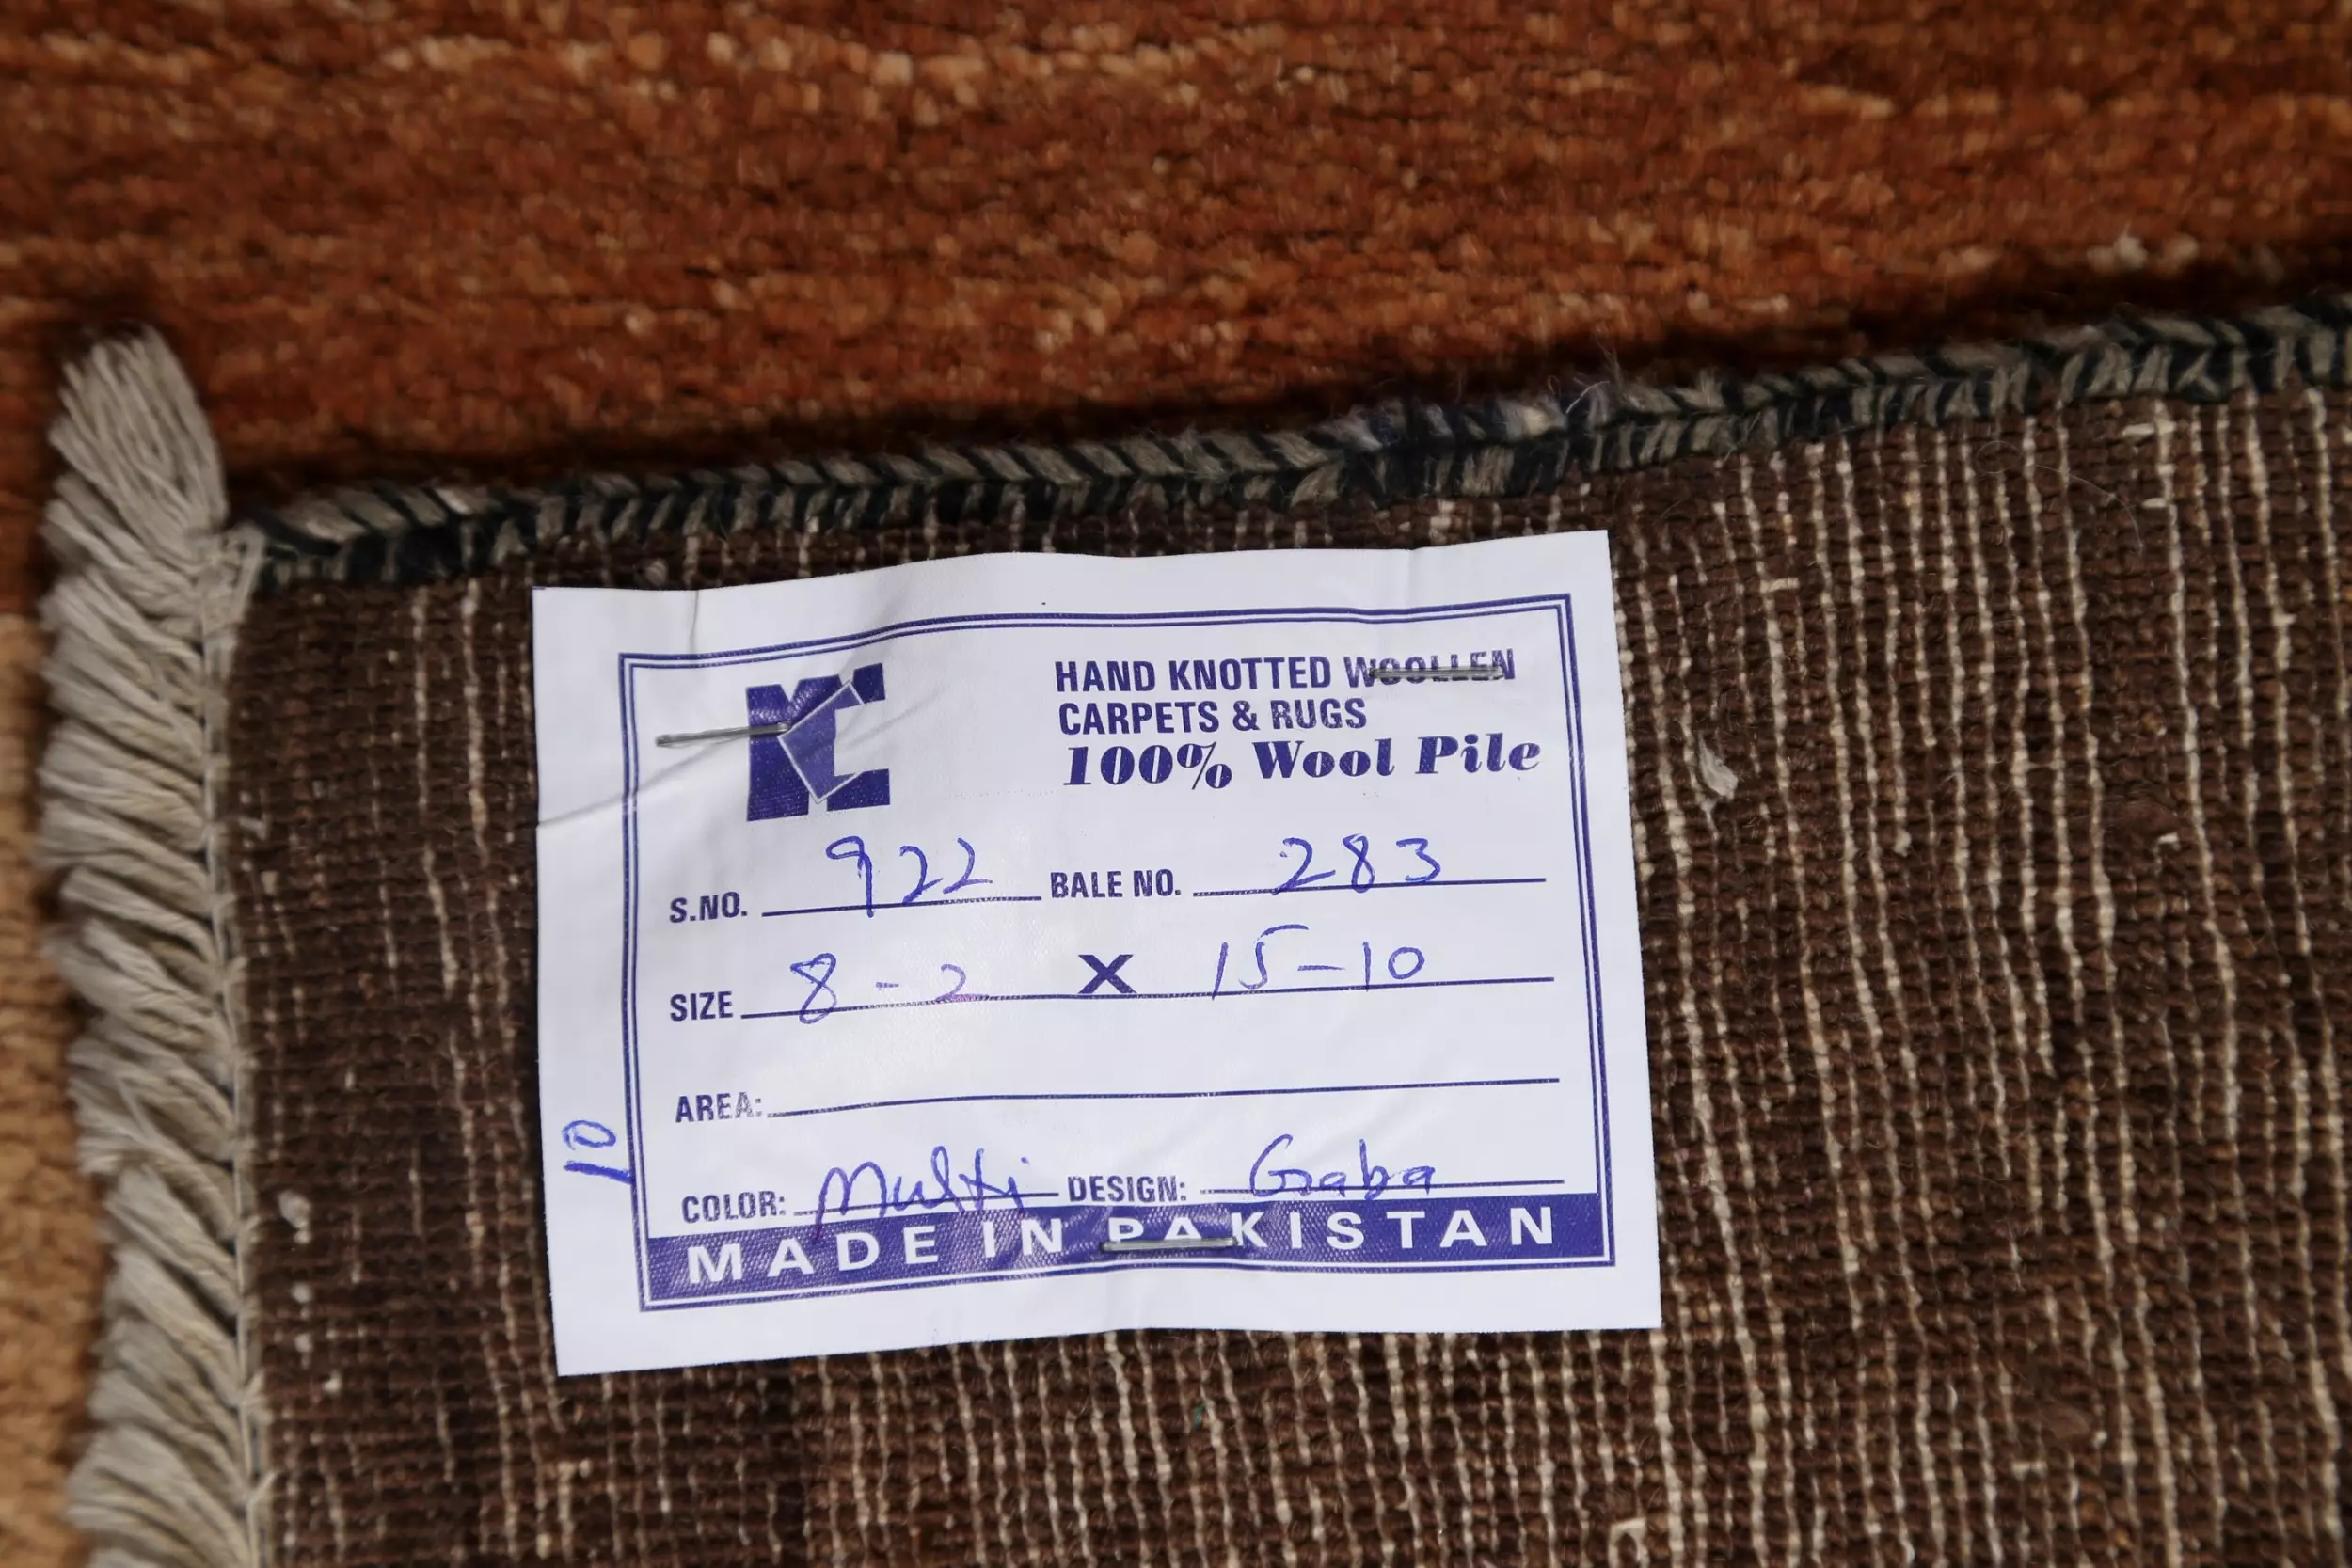 HAND KNOTTED WOOLLEN
CARPETS & RUGS
100% Wool Pile
S.NO. 922 BALE NO. 283
SIZE 8-2 X 15-10
AREA:
10
COLOR: Multi DESIGN: Gaba
MADE IN PAKISTAN